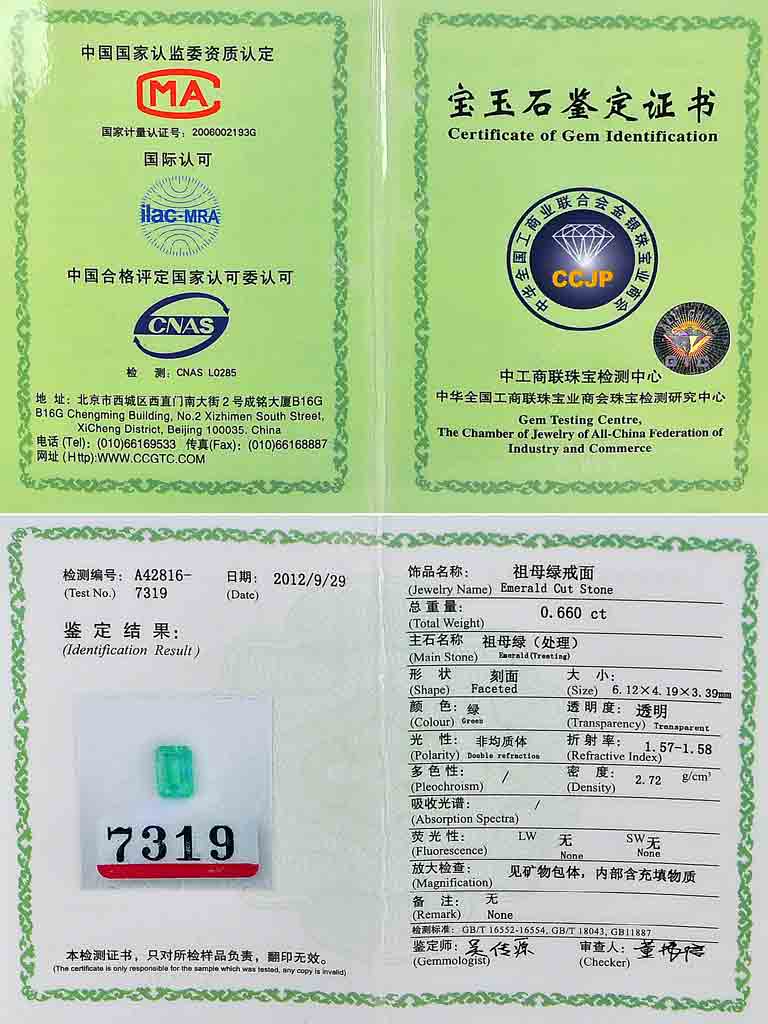 中国国家认监委资质认定
MA
国家计量认证号：2006002193G
国际认可
ilac-MRA
中国合格评定国家认可委认可
CNAS
检 测：CNAS L0285
地 址：北京市西城区西直门南大街２号成铭大厦B16G
B16G Chengming Building, No.2 Xizhimen South Street,
XiCheng District, Beijing 100035. China
电话(Tel): (010)66169533 传真(Fax): (010)66168887
网址(Http):WWW.CCGTC.COM
宝玉石鉴定证书
Certificate of Gem Identification
中华全国工商业联合会金银珠宝业商会
CCJP
中工商联珠宝检测中心
中华全国工商联珠宝业商会珠宝检测研究中心
Gem Testing Centre,
The Chamber of Jewelry of All-China Federation of
Industry and Commerce
检测编号：A42816- 日期：2012/9/29
(Test No.) 7319 (Date)
鉴定结果：
(Identification Result)
7319
本检测证书，只对所检样品负责，翻印无效。
(The certificate is only responsible for the sample which was tested, any copy is invalid)
饰品名称： 祖母绿戒面
(Jewelry Name) Emerald Cut Stone
总重量： 0.660 ct
(Total Weight)
主石名称 祖母绿（处理）
(Main Stone) Emerald(Treating)
形 状 刻面 大 小：
(Shape) Faceted (Size) 6.12×4.19×3.39mm
颜 色：绿 透明度：透明
(Colour) Green (Transparency) Transparent
光 性： 非均质体 折射率： 1.57-1.58
(Polarity) Double refraction (Refractive Index)
多色性： / 密 度： 2.72 g/cm³
(Pleochroism) (Density)
吸收光谱： /
(Absorption Spectra)
荧光性： LW 无 SW 无
(Fluorescence) None None
放大检查： 见矿物包体，内部含充填物质
(Magnification)
备 注： 无
(Remark) None
检测标准：GB/T 16552-16554, GB/T 18043, GB11887
鉴定师： 审查人：
(Gemmologist) (Checker)